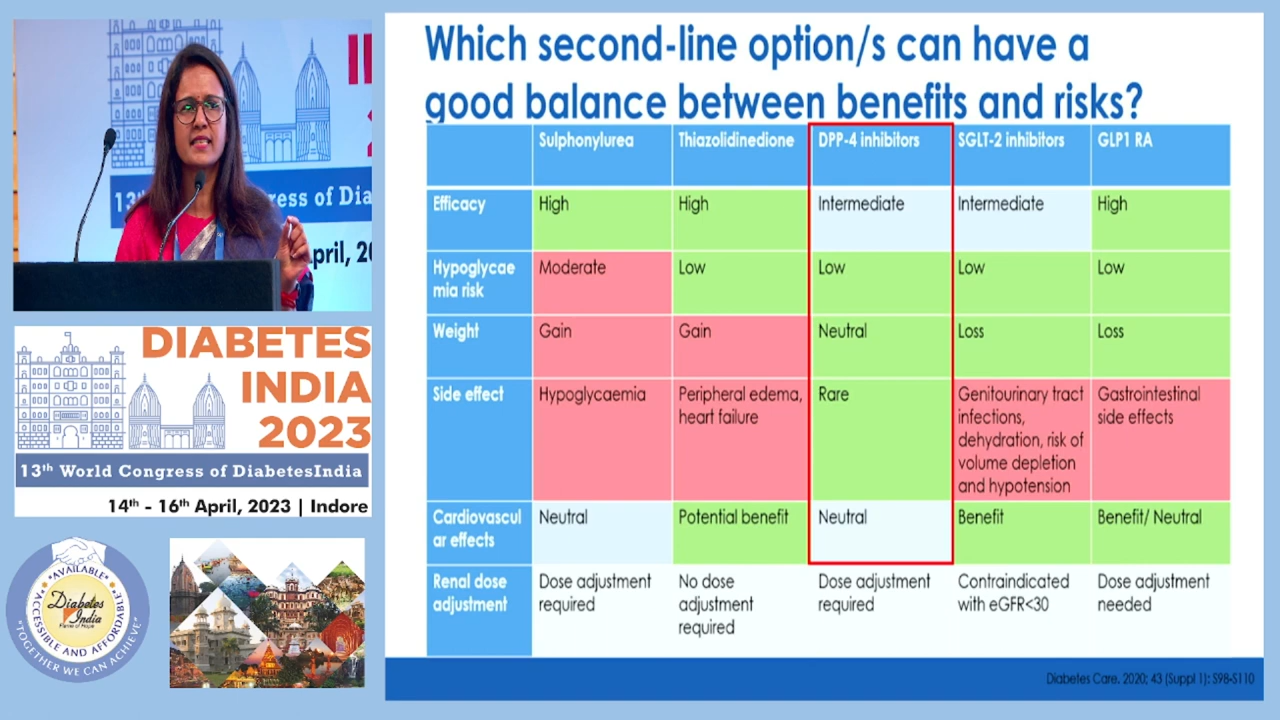 Which second-line option/s can have a
good balance between benefits and risks?
Sulphonylurea
Thiazolidinedione
DPP-4 inhibitors
SGLT-2 inhibitors
GLP1 RA
Efficacy
High
High
Intermediate
Intermediate
High
Hypoglycae
mia risk
Moderate
Low
Low
Low
Low
Weight
Gain
Gain
Neutral
Loss
Loss
Side effect
Hypoglycaemia
Peripheral edema,
heart failure
Rare
Genitourinary tract
infections,
dehydration, risk of
volume depletion
and hypotension
Gastrointestinal
side effects
Cardiovascul
ar effects
Neutral
Potential benefit
Neutral
Benefit
Benefit/ Neutral
Renal dose
adjustment
Dose adjustment
required
No dose
adjustment
required
Dose adjustment
required
Contraindicated
with eGFR<30
Dose adjustment
needed
Diabetes Care. 2020; 43 (Suppl 1): S98-S110
13th
ress of Dia
pril, 20
DIABETES
INDIA
2023
13th World Congress of DiabetesIndia
14th - 16th April, 2023 | Indore
"AVAILABLE"
"ACCESSIBLE AND AFFORDABLE"
Diabetes
India
"TOGETHER WE CAN ACHIEVE"